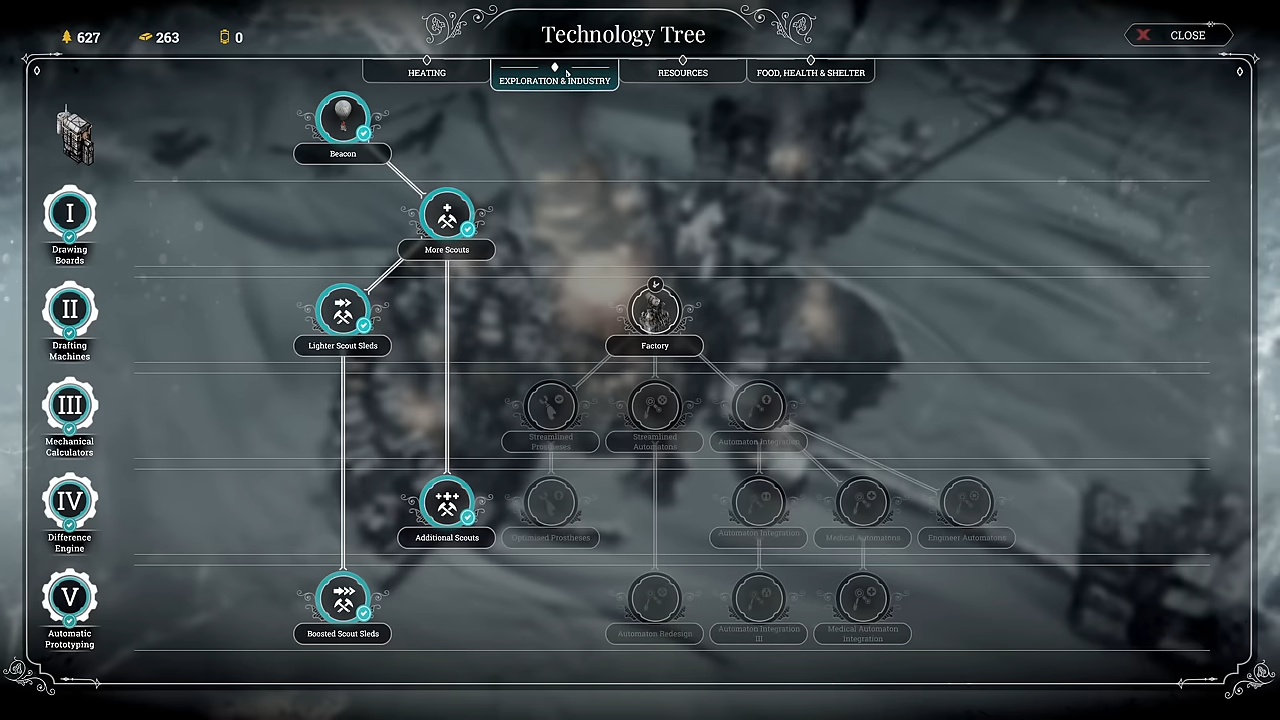 627
263
0
Technology Tree
CLOSE
HEATING
EXPLORATION & INDUSTRY
RESOURCES
FOOD, HEALTH & SHELTER
Beacon
I
Drawing
Boards
More Scouts
II
Drafting
Machines
Lighter Scout Sleds
Factory
III
Mechanical
Calculators
Streamlined
Prostheses
Streamlined
Automatons
Automaton Integration
IV
Difference
Engine
Additional Scouts
Optimised Prostheses
Automaton Integration
Medical Automatons
Engineer Automatons
V
Automatic
Prototyping
Boosted Scout Sleds
Automaton Redesign
Automaton Integration
III
Medical Automaton
Integration